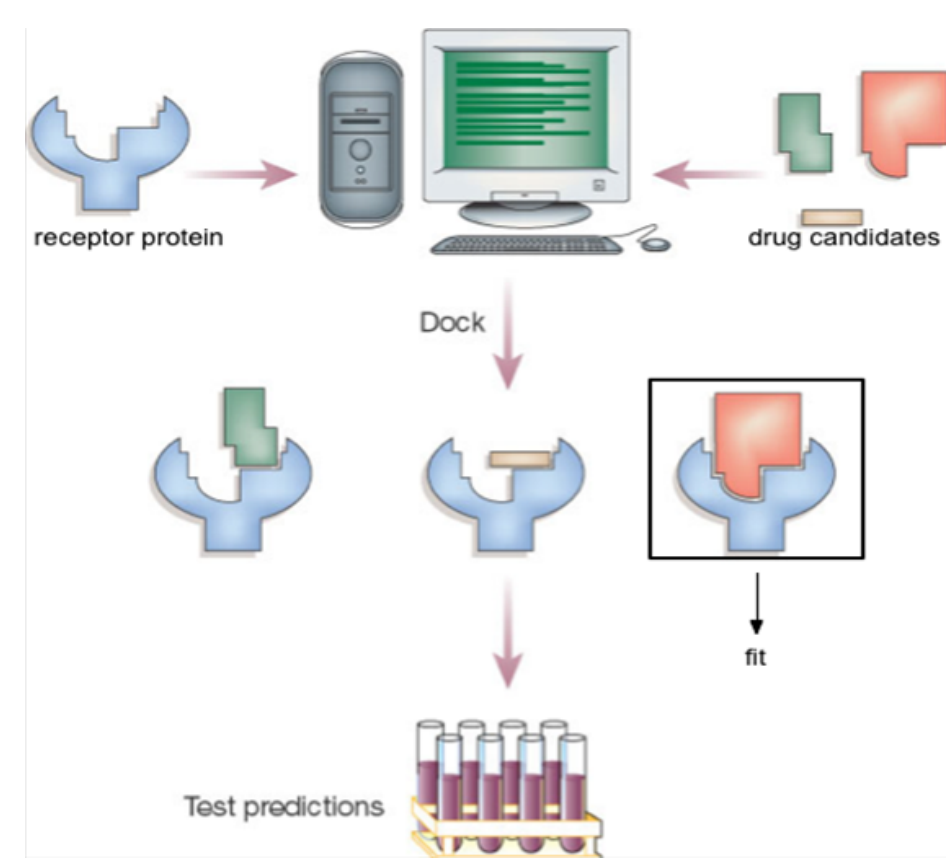 receptor protein
drug candidates
Dock
fit
Test predictions